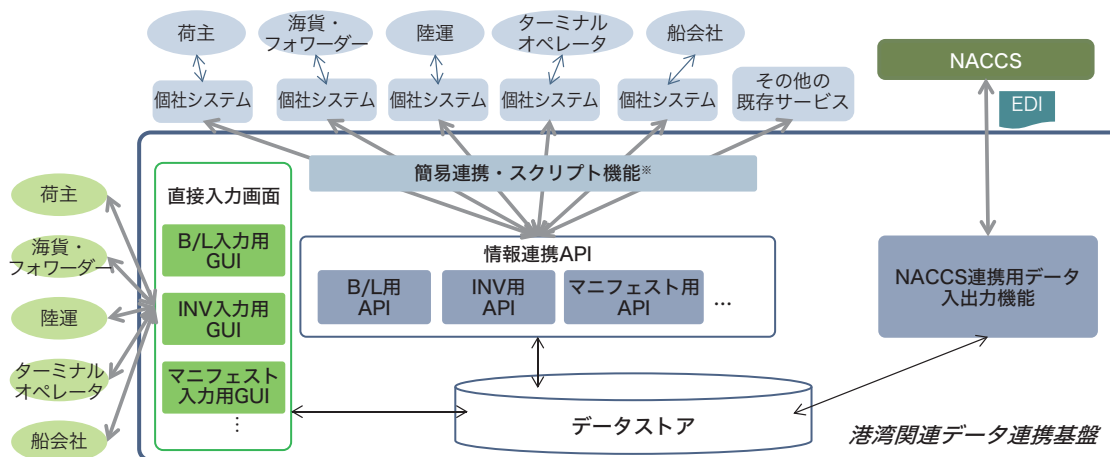 荷主
海貨・
フォワーダー
陸運
ターミナル
オペレータ
船会社
NACCS
個社システム
個社システム
個社システム
個社システム
個社システム
その他の
既存サービス
EDI
簡易連携・スクリプト機能※
荷主
海貨・
フォワーダー
陸運
ターミナル
オペレータ
船会社
直接入力画面
B/L入力用
GUI
INV入力用
GUI
マニフェスト
入力用GUI
⋮
情報連携API
B/L用
API
INV用
API
マニフェスト用
API
…
NACCS連携用データ
入出力機能
データストア
港湾関連データ連携基盤